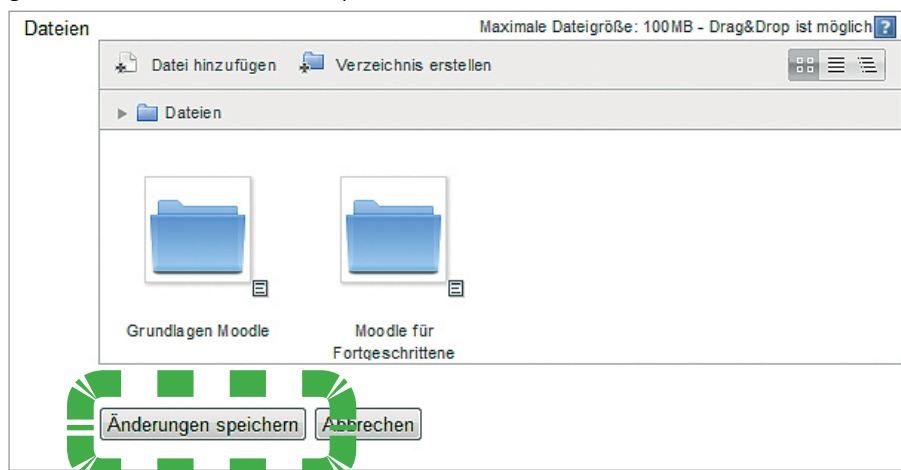 Dateien Maximale Dateigröße: 100MB - Drag&Drop ist möglich ?
Datei hinzufügen Verzeichnis erstellen
Dateien
Grundlagen Moodle Moodle für
Fortgeschrittene
Änderungen speichern Abbrechen